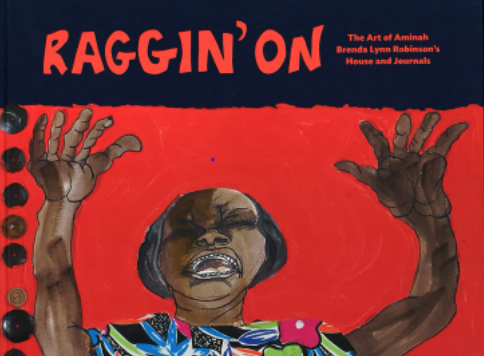 RAGGIN' ON
The Art of Aminah
Brenda Lynn Robinson's
House and Journals